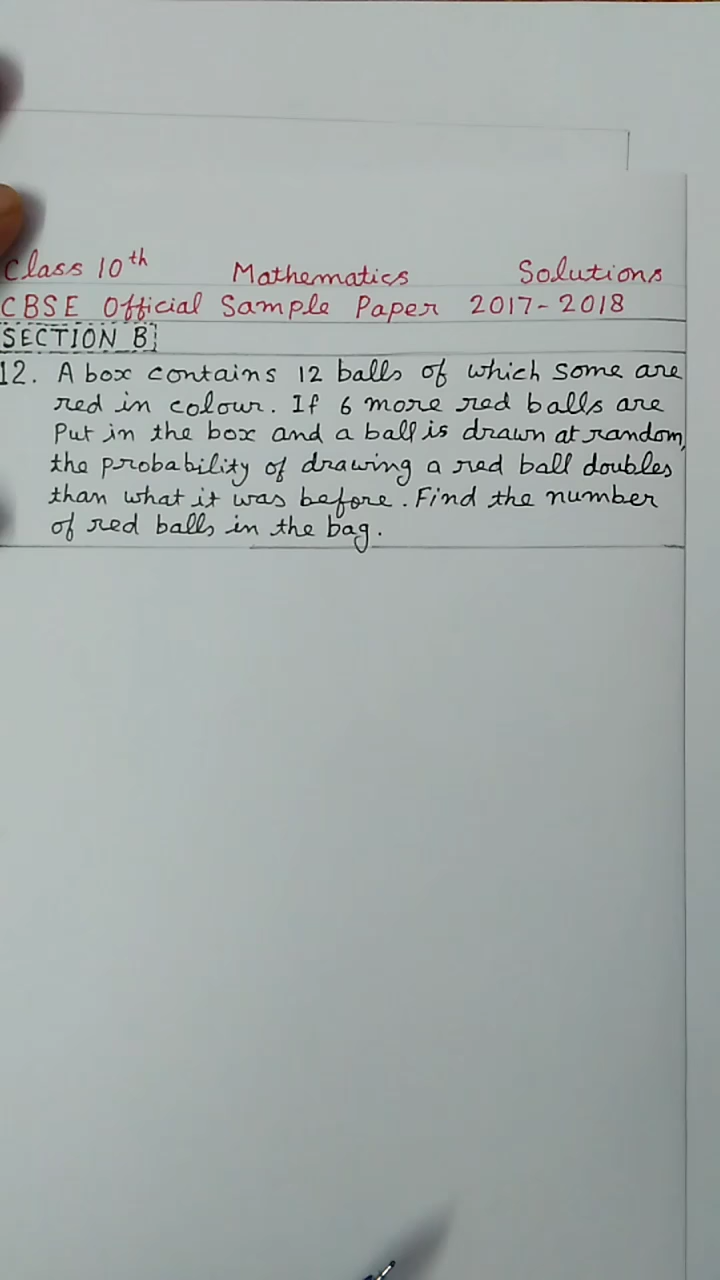 Class 10th Mathematics Solutions
CBSE Official Sample Paper 2017-2018
SECTION B
12. A box contains 12 balls of which some are
red in colour. If 6 more red balls are
Put in the box and a ball is drawn at random,
the probability of drawing a red ball doubles
than what it was before. Find the number
of red balls in the bag.